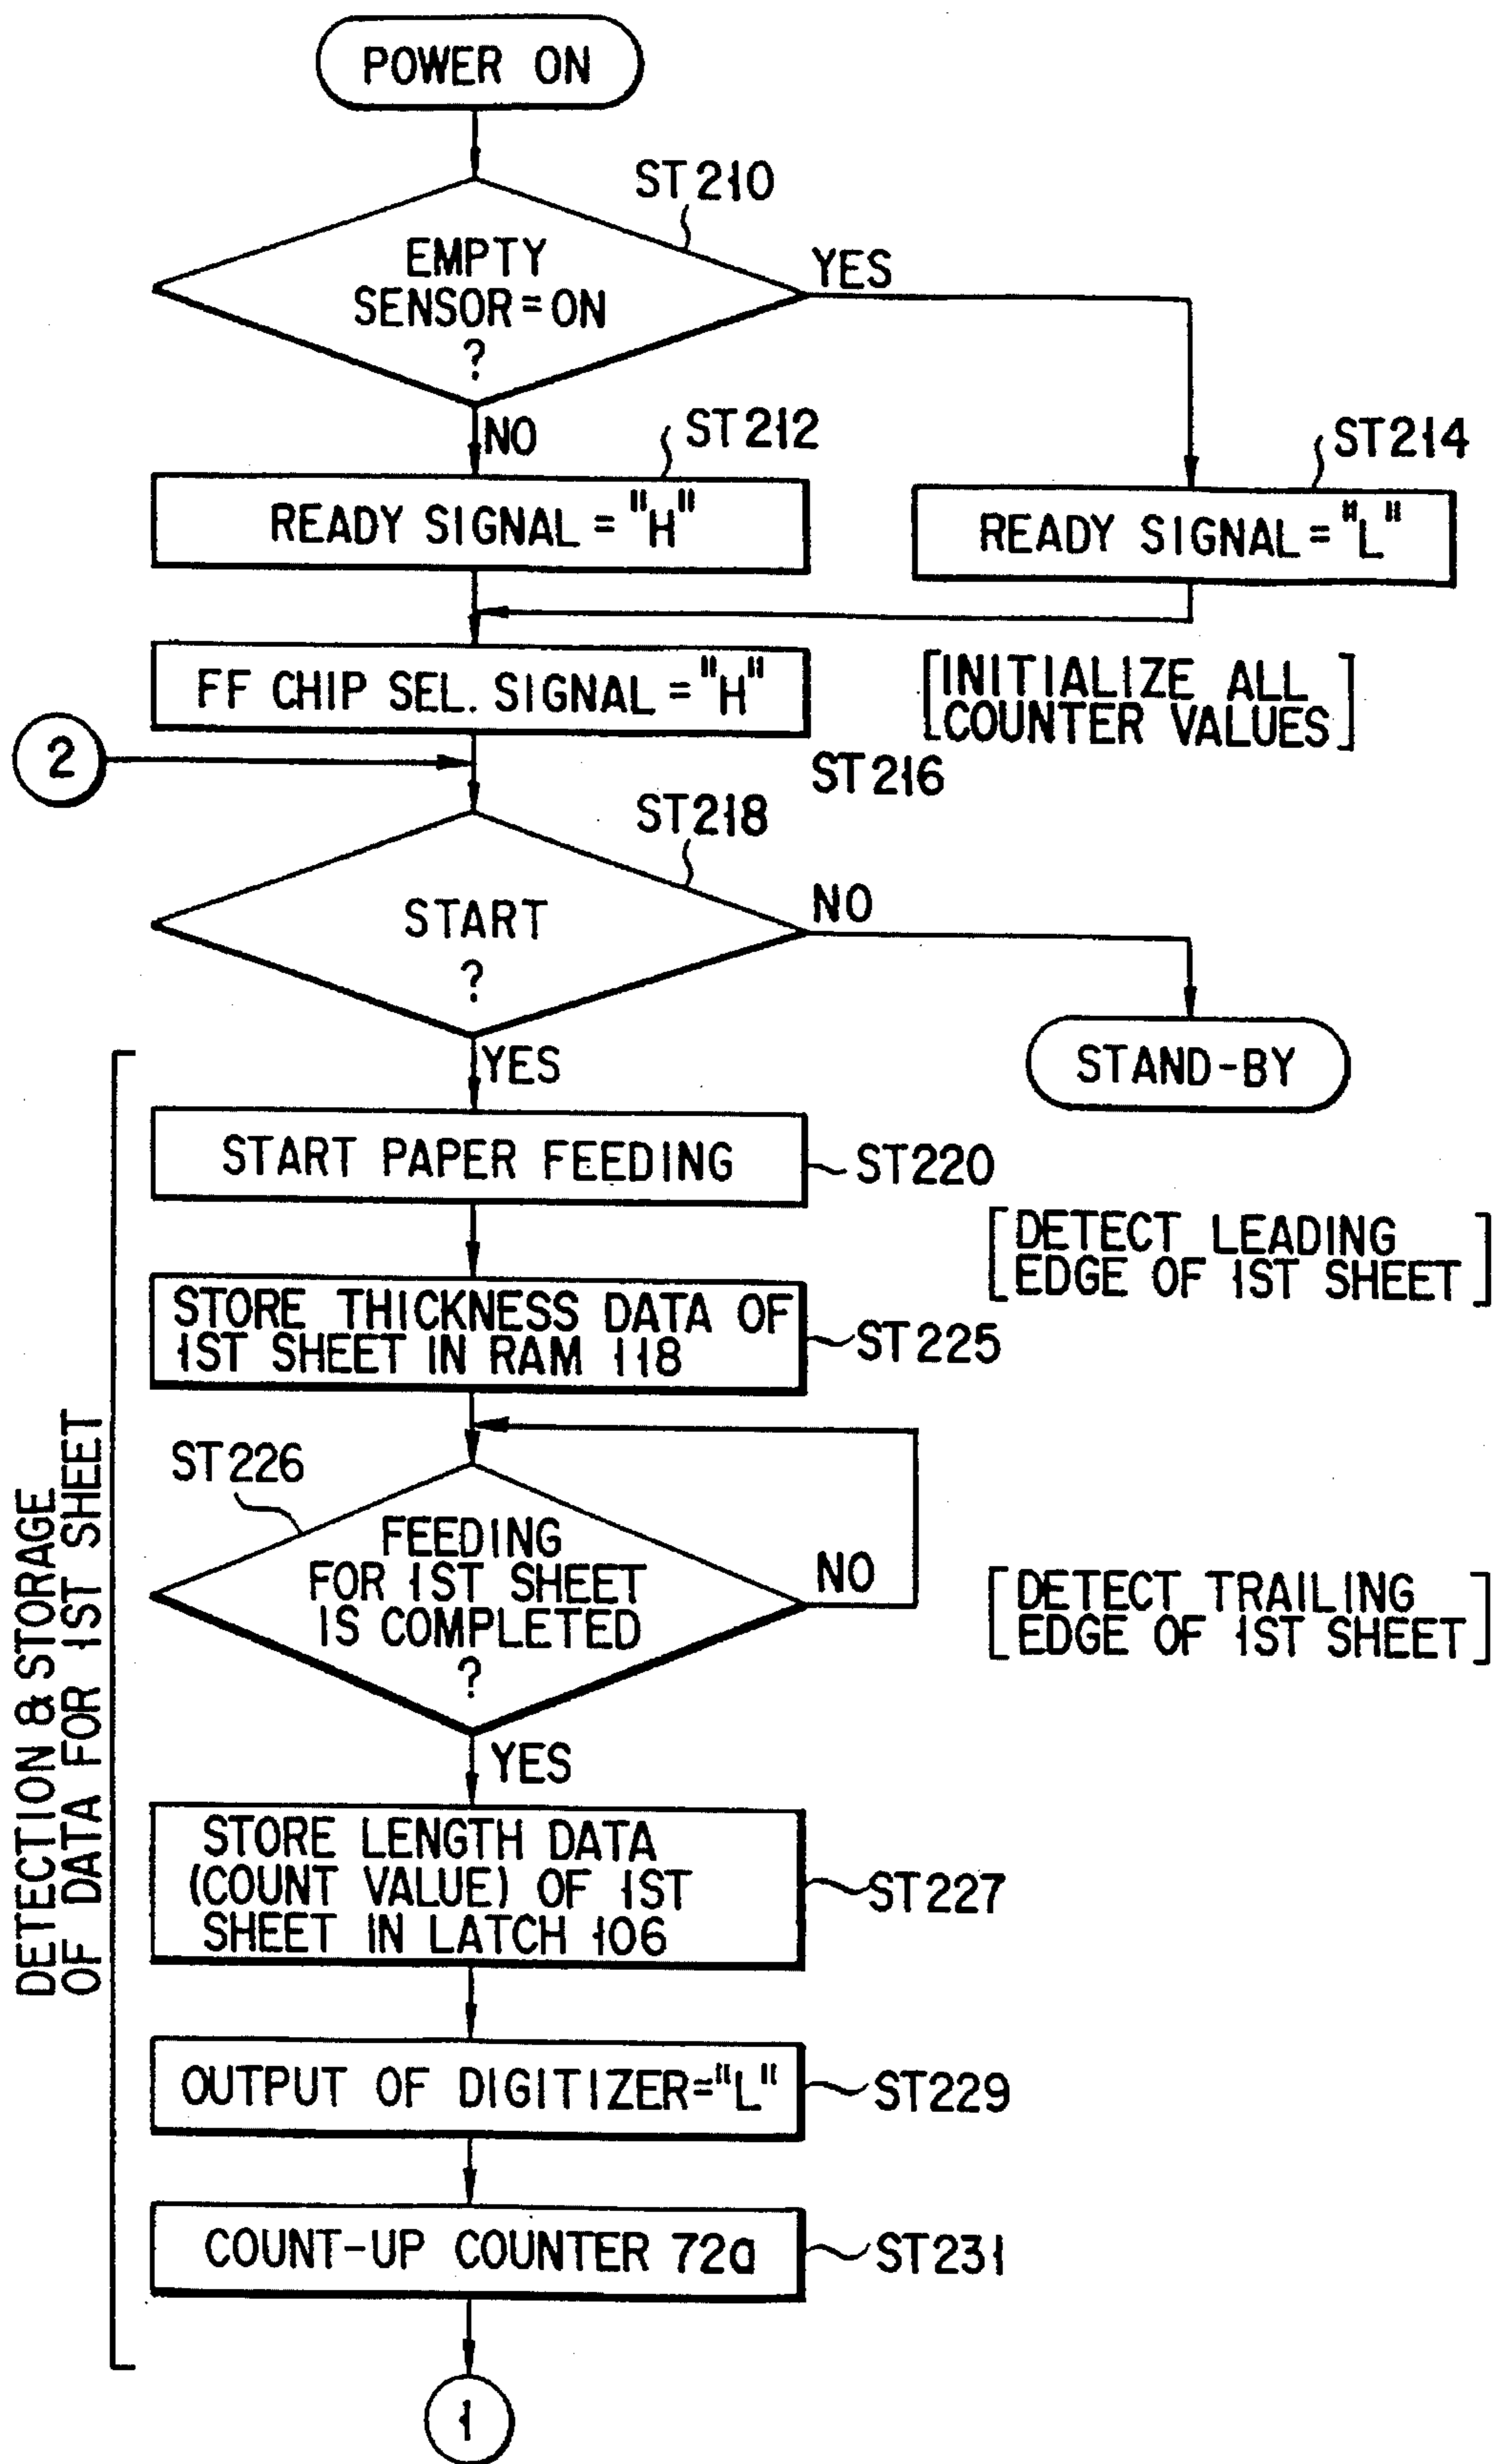 POWER ON
ST210
EMPTY
SENSOR=ON
?
YES
NO
ST212
ST214
READY SIGNAL="H"
READY SIGNAL="L"
FF CHIP SEL. SIGNAL="H"
[INITIALIZE ALL
COUNTER VALUES]
2
ST216
ST218
START
?
NO
YES
STAND-BY
START PAPER FEEDING
ST220
[DETECT LEADING
EDGE OF 1ST SHEET]
STORE THICKNESS DATA OF
1ST SHEET IN RAM 118
ST225
ST226
FEEDING
FOR 1ST SHEET
IS COMPLETED
?
NO
[DETECT TRAILING
EDGE OF 1ST SHEET]
YES
DETECTION & STORAGE
OF DATA FOR 1ST SHEET
STORE LENGTH DATA
(COUNT VALUE) OF 1ST
SHEET IN LATCH 106
ST227
OUTPUT OF DIGITIZER="L"
ST229
COUNT-UP COUNTER 72a
ST231
1